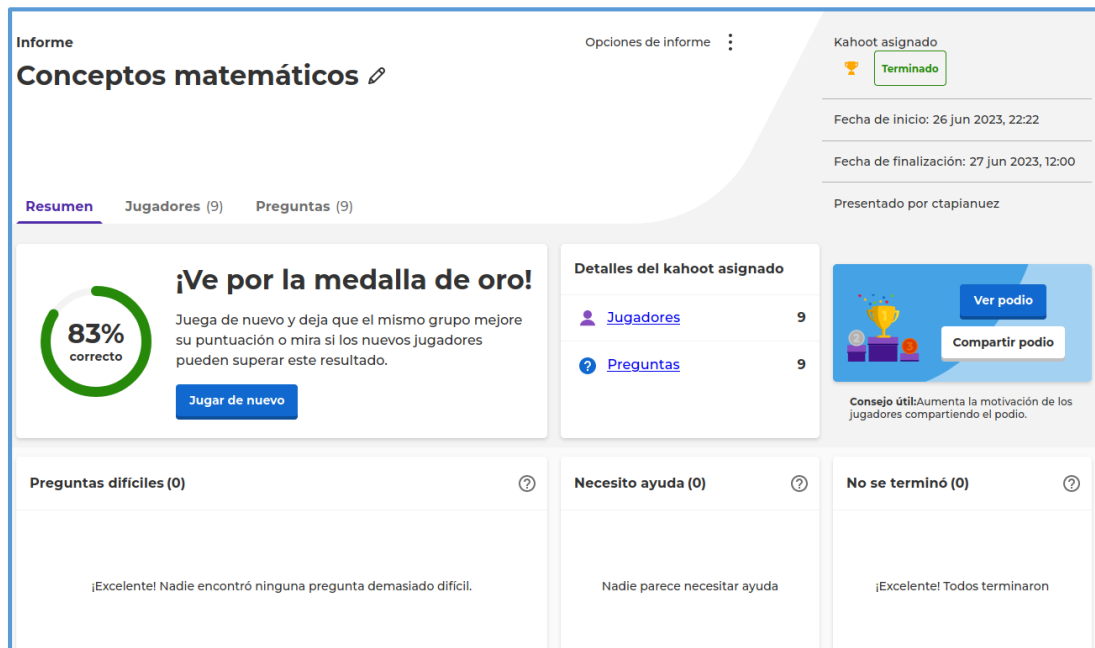 Informe
Opciones de informe
Conceptos matemáticos
Kahoot asignado
Terminado
Fecha de inicio: 26 jun 2023, 22:22
Fecha de finalización: 27 jun 2023, 12:00
Presentado por ctapianuez
Resumen Jugadores (9) Preguntas (9)
83%
correcto
¡Ve por la medalla de oro!
Juega de nuevo y deja que el mismo grupo mejore
su puntuación o mira si los nuevos jugadores
pueden superar este resultado.
Jugar de nuevo
Detalles del kahoot asignado
Jugadores 9
? Preguntas 9
1
2
3
Ver podio
Compartir podio
Consejo útil:Aumenta la motivación de los
jugadores compartiendo el podio.
Preguntas difíciles (0) ?
¡Excelente! Nadie encontró ninguna pregunta demasiado difícil.
Necesito ayuda (0) ?
Nadie parece necesitar ayuda
No se terminó (0) ?
¡Excelente! Todos terminaron